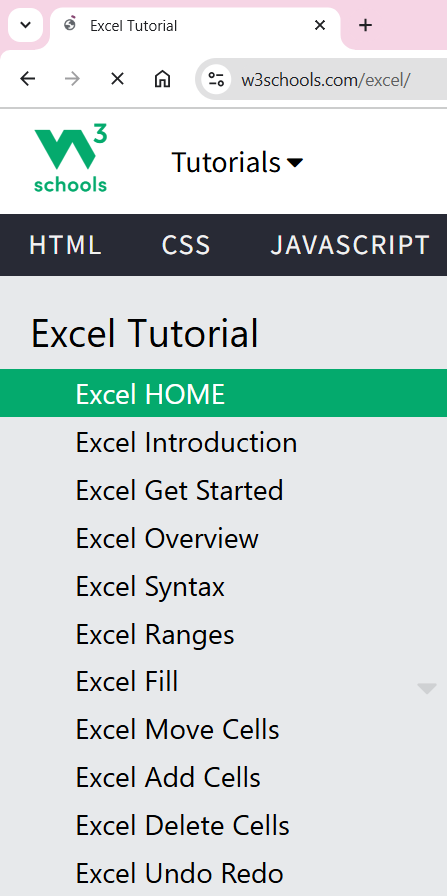 Excel Tutorial
w3schools.com/excel/
W3
schools
Tutorials
HTML CSS JAVASCRIPT
Excel Tutorial
Excel HOME
Excel Introduction
Excel Get Started
Excel Overview
Excel Syntax
Excel Ranges
Excel Fill
Excel Move Cells
Excel Add Cells
Excel Delete Cells
Excel Undo Redo